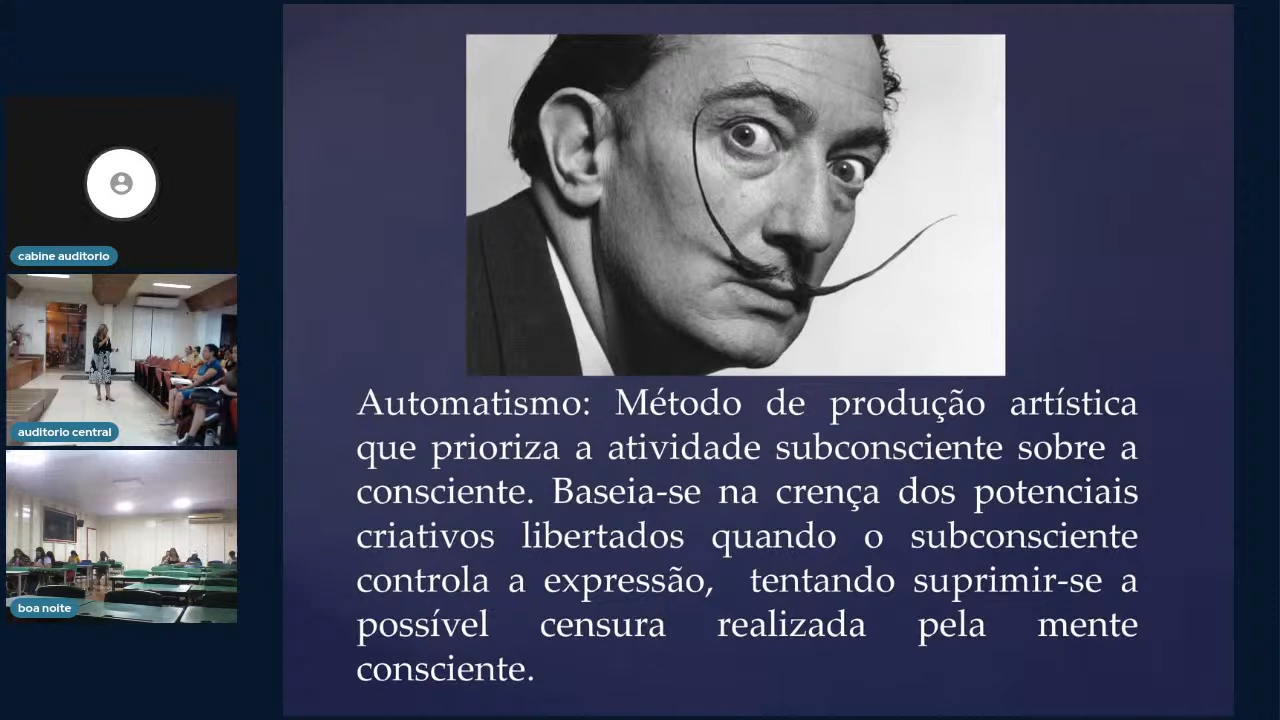 cabine auditorio
auditorio central
boa noite
Automatismo: Método de produção artística
que prioriza a atividade subconsciente sobre a
consciente. Baseia-se na crença dos potenciais
criativos libertados quando o subconsciente
controla a expressão, tentando suprimir-se a
possível censura realizada pela mente
consciente.